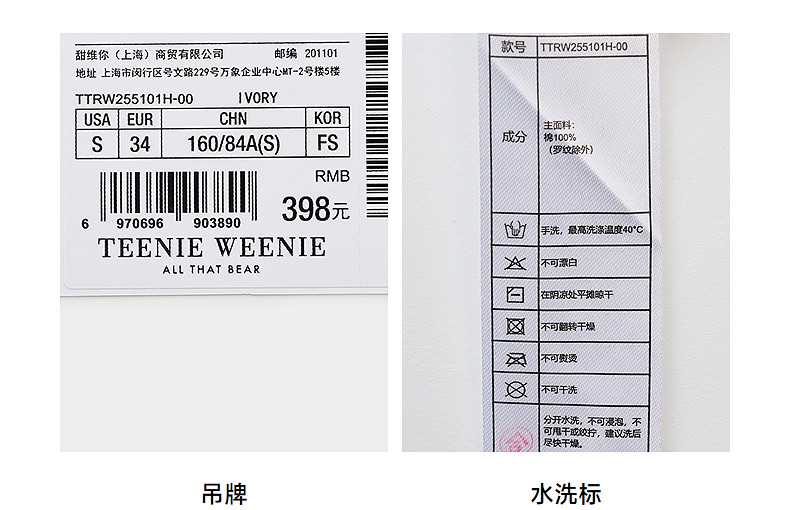 甜维你（上海）商贸有限公司 邮编 201101
地址 上海市闵行区号文路229号万象企业中心MT-2号楼5楼
TTRW255101H-00 IVORY
USA EUR CHN KOR
S 34 160/84A(S) FS
RMB
398元
6 970696 903890
TEENIE WEENIE
ALL THAT BEAR
吊牌
款号 TTRW255101H-00
成分 主面料：
棉100%
（罗纹除外）
手洗，最高洗涤温度40°C
不可漂白
在阴凉处平摊晾干
不可翻转干燥
不可熨烫
不可干洗
分开水洗，不可浸泡，不
可甩干或绞拧，建议洗后
尽快干燥。
水洗标